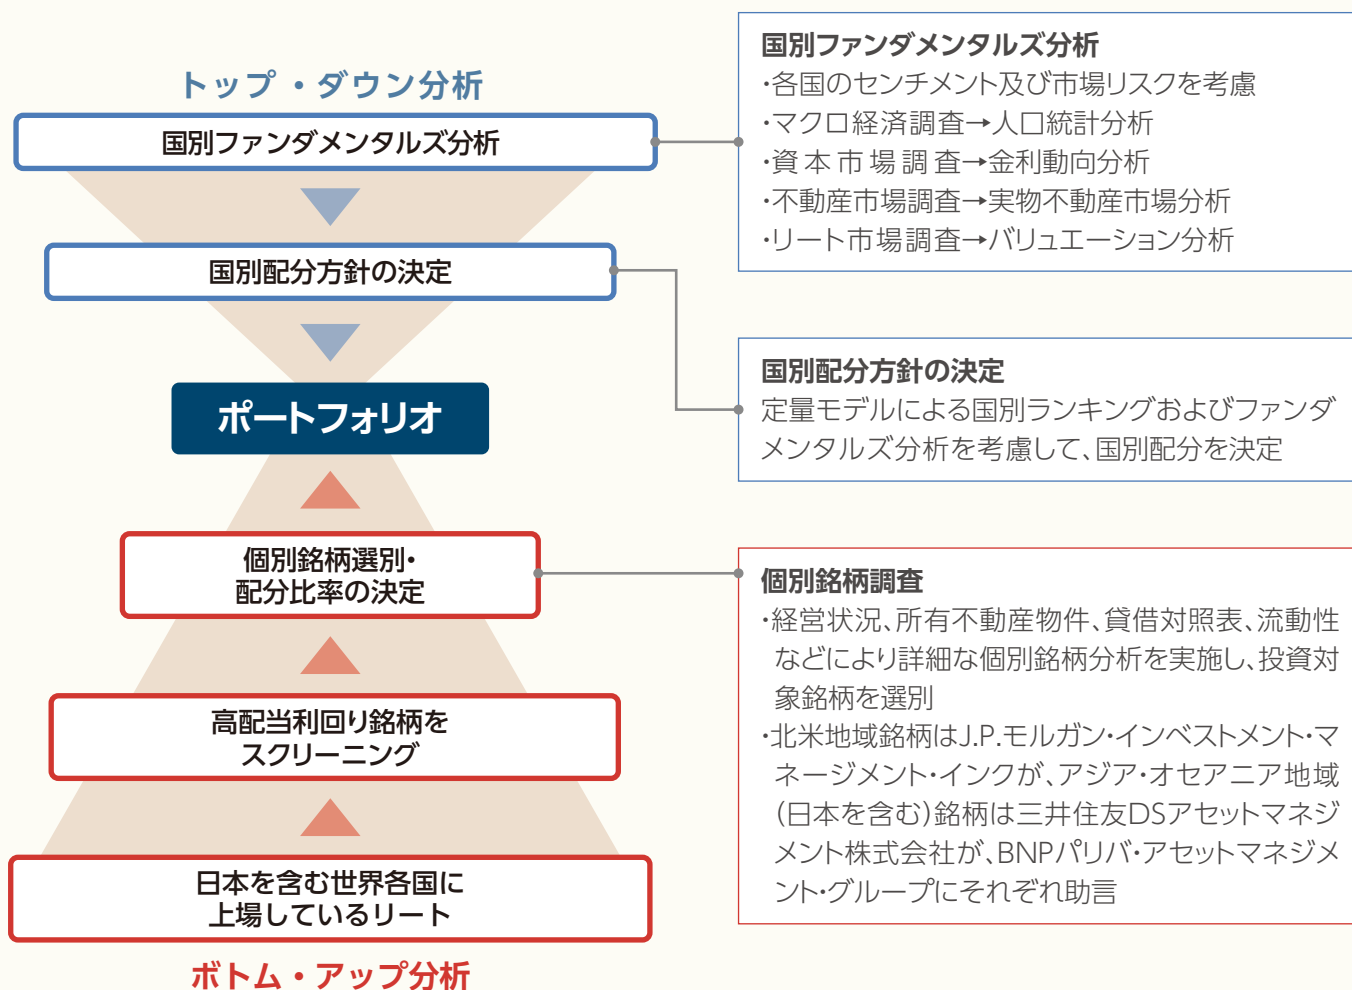 トップ・ダウン分析
国別ファンダメンタルズ分析
国別配分方針の決定
ポートフォリオ
個別銘柄選別・
配分比率の決定
高配当利回り銘柄を
スクリーニング
日本を含む世界各国に
上場しているリート
ボトム・アップ分析
国別ファンダメンタルズ分析
・各国のセンチメント及び市場リスクを考慮
・マクロ経済調査→人口統計分析
・資本市場調査→金利動向分析
・不動産市場調査→実物不動産市場分析
・リート市場調査→バリュエーション分析
国別配分方針の決定
定量モデルによる国別ランキングおよびファンダ
メンタルズ分析を考慮して、国別配分を決定
個別銘柄調査
・経営状況、所有不動産物件、貸借対照表、流動性
などにより詳細な個別銘柄分析を実施し、投資対
象銘柄を選別
・北米地域銘柄はJ.P.モルガン・インベストメント・マ
ネージメント・インクが、アジア・オセアニア地域
(日本を含む)銘柄は三井住友DSアセットマネジ
メント株式会社が、BNPパリバ・アセットマネジメ
ント・グループにそれぞれ助言